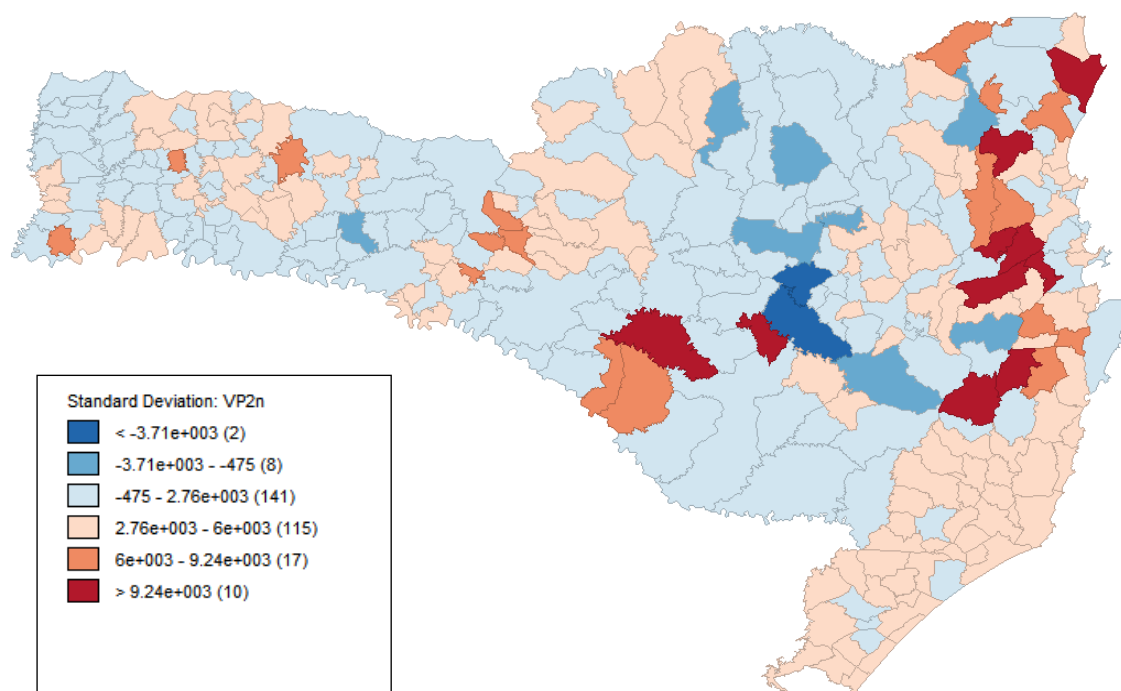 Standard Deviation: VP2n
< -3.71e+003 (2)
-3.71e+003 - -475 (8)
-475 - 2.76e+003 (141)
2.76e+003 - 6e+003 (115)
6e+003 - 9.24e+003 (17)
> 9.24e+003 (10)